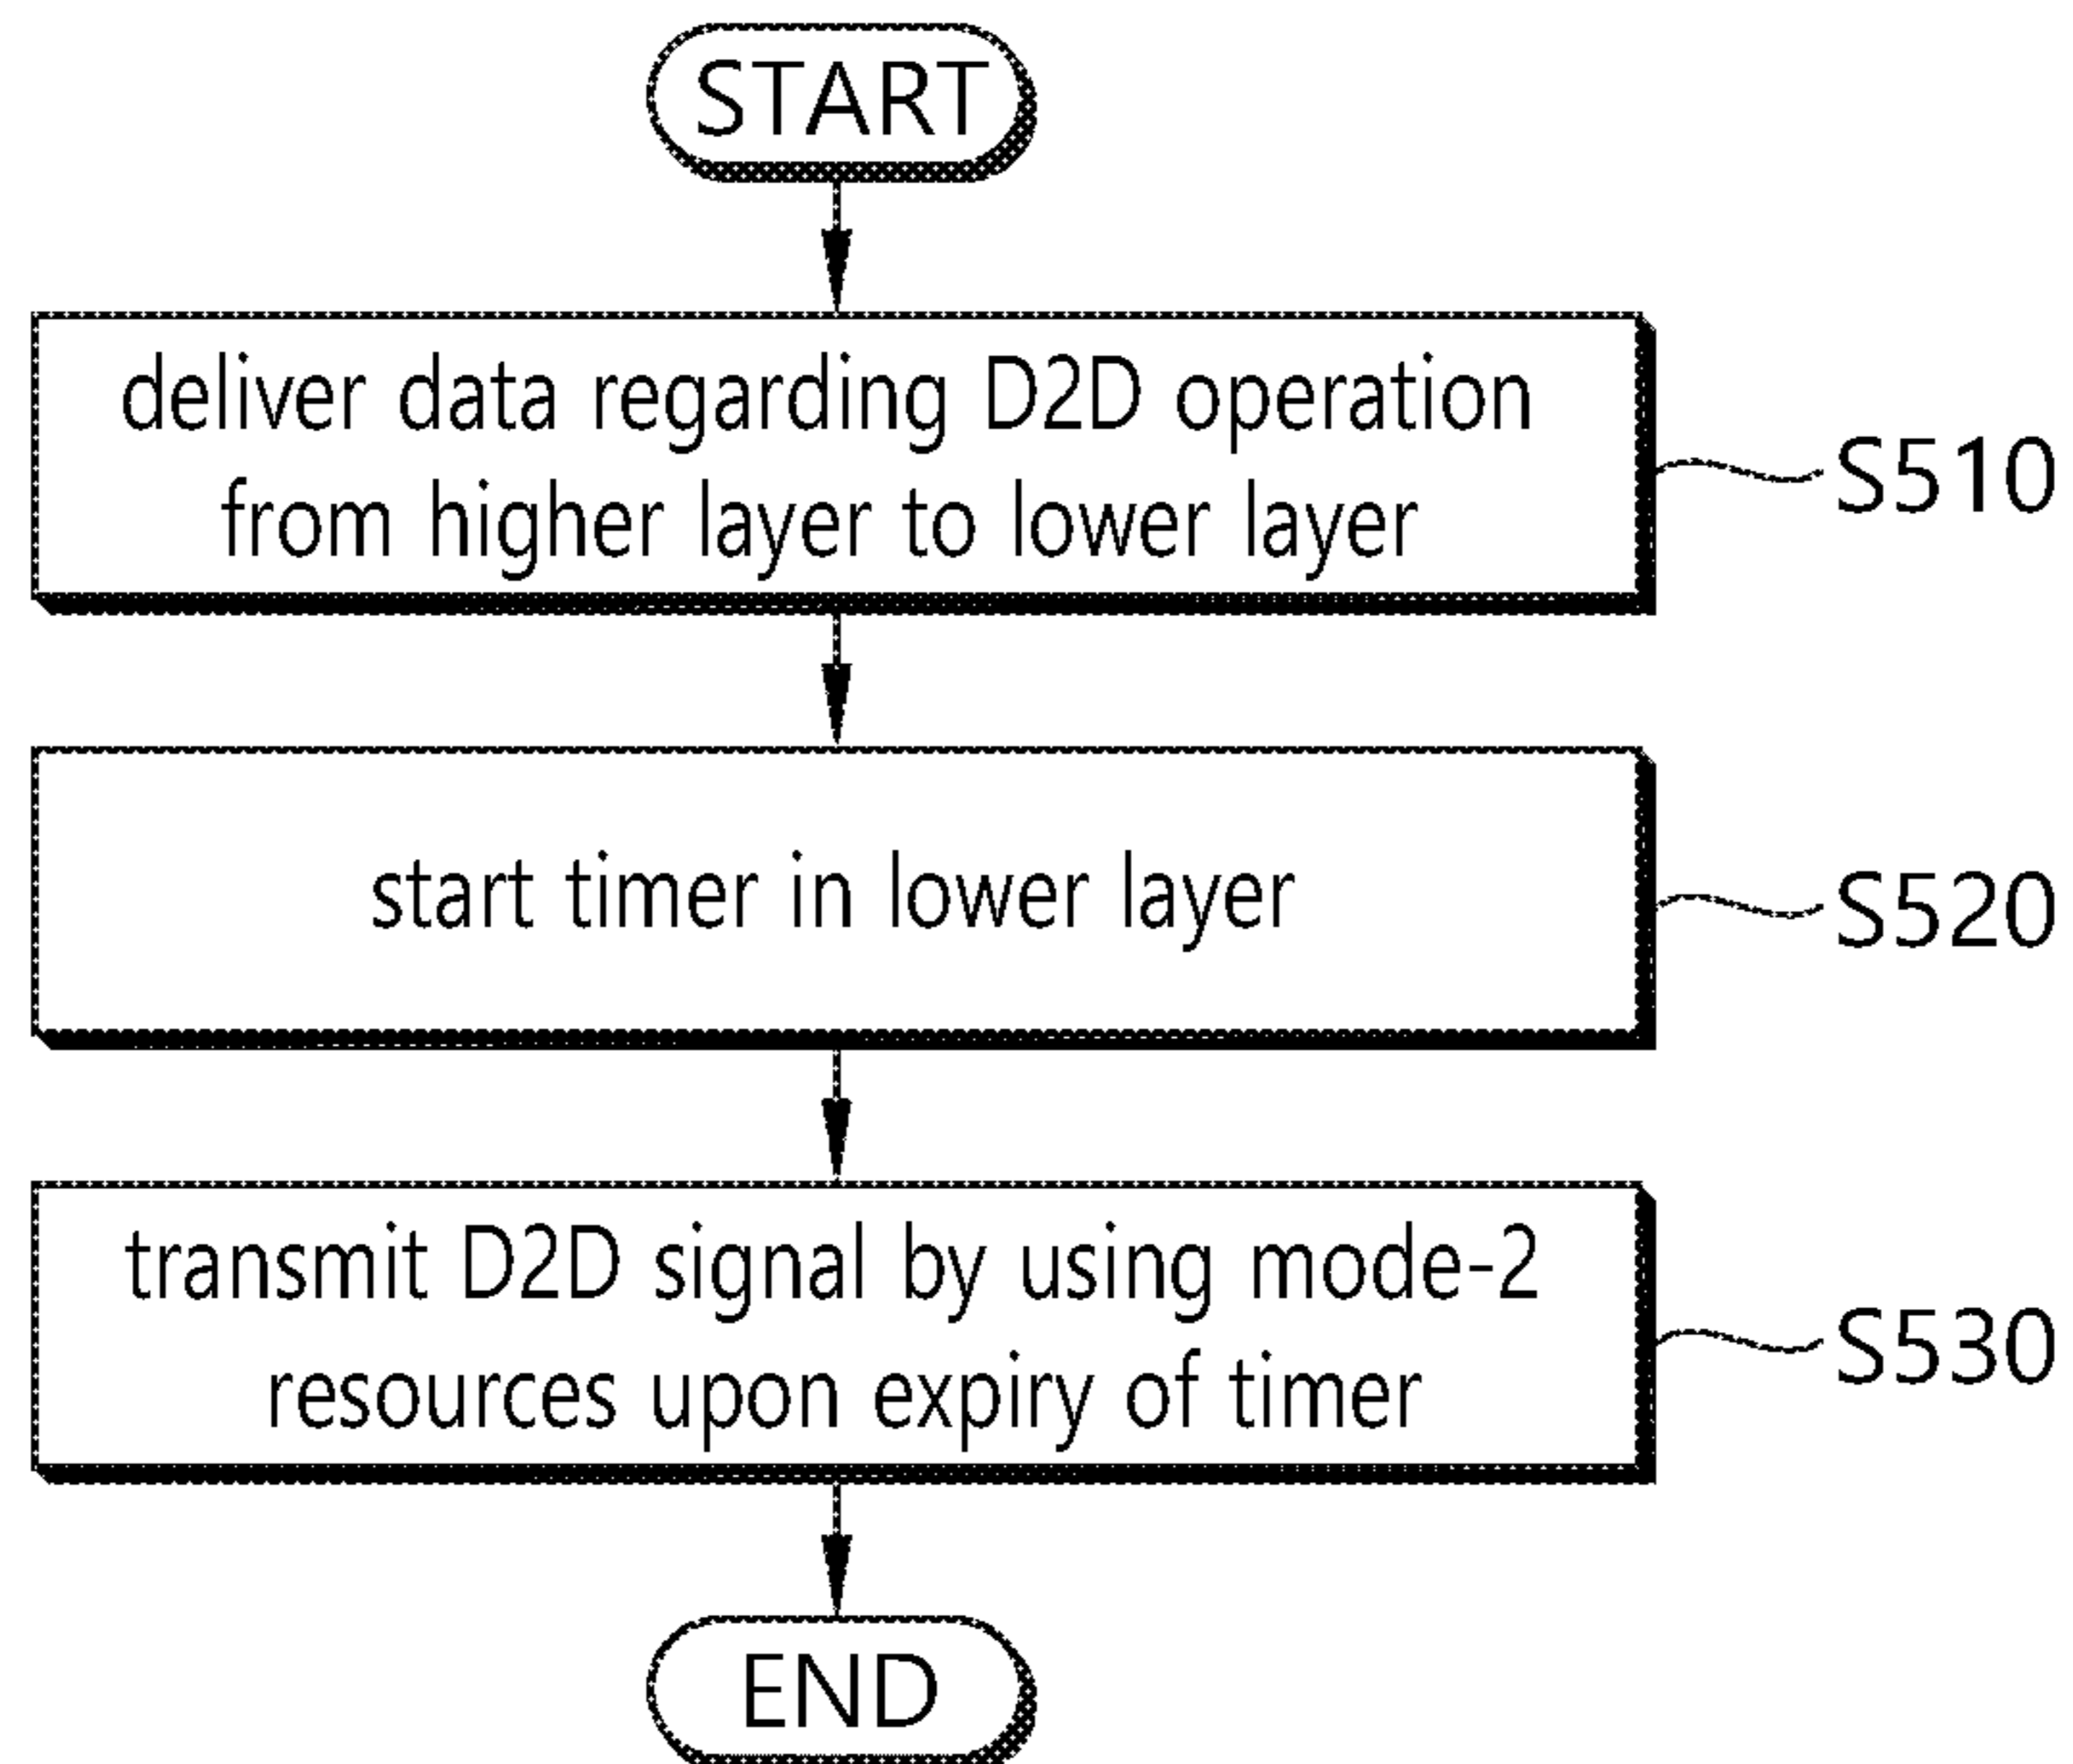 START
deliver data regarding D2D operation
from higher layer to lower layer
S510
start timer in lower layer
S520
transmit D2D signal by using mode-2
resources upon expiry of timer
S530
END